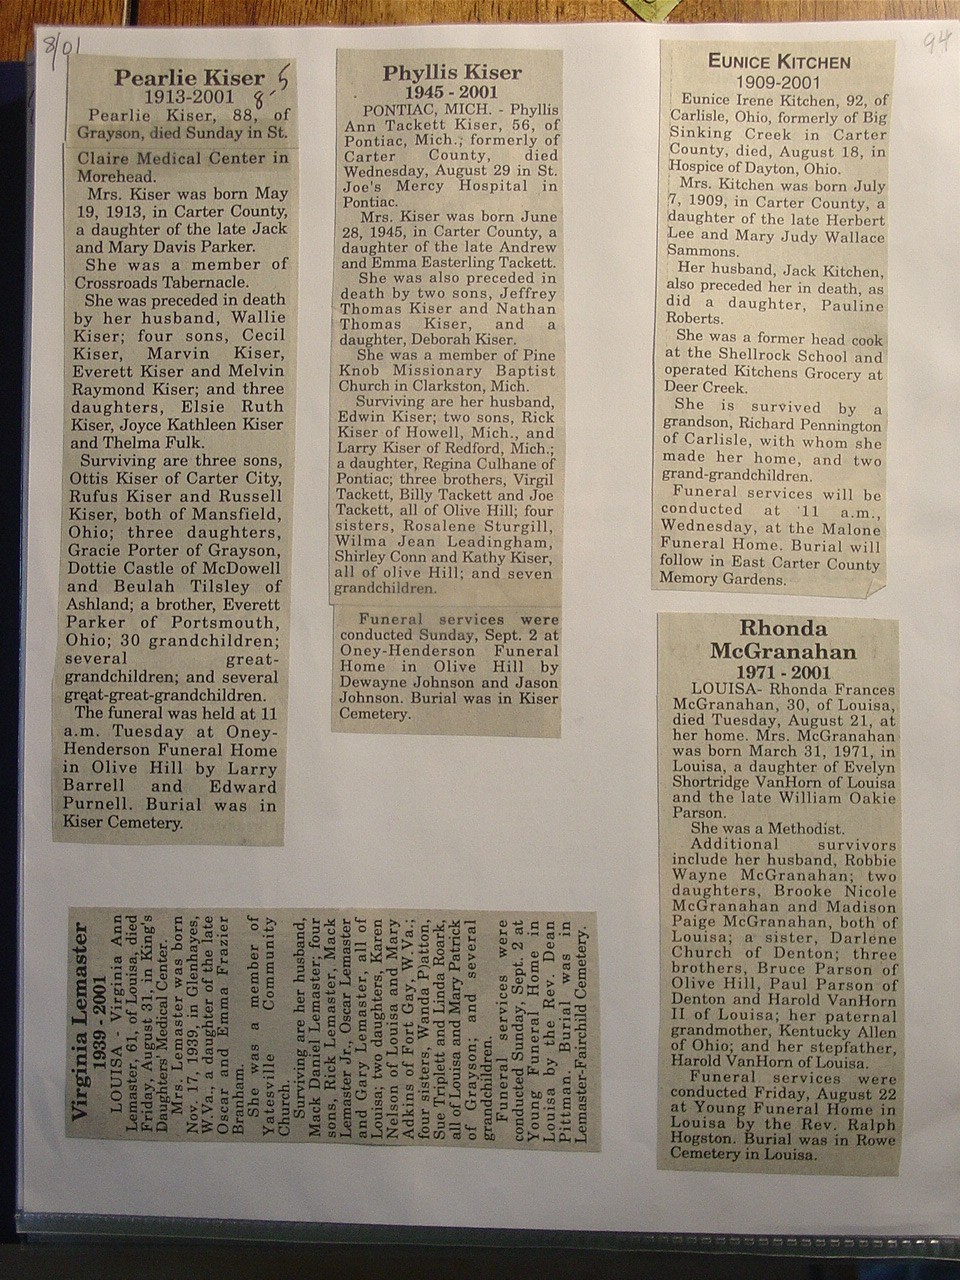 8/01
94
Pearlie Kiser 5
1913-2001 8-
Pearlie Kiser, 88, of
Grayson, died Sunday in St.
Claire Medical Center in
Morehead.
Mrs. Kiser was born May
19, 1913, in Carter County,
a daughter of the late Jack
and Mary Davis Parker.
She was a member of
Crossroads Tabernacle.
She was preceded in death
by her husband, Wallie
Kiser; four sons, Cecil
Kiser, Marvin Kiser,
Everett Kiser and Melvin
Raymond Kiser; and three
daughters, Elsie Ruth
Kiser, Joyce Kathleen Kiser
and Thelma Fulk.
Surviving are three sons,
Ottis Kiser of Carter City,
Rufus Kiser and Russell
Kiser, both of Mansfield,
Ohio; three daughters,
Gracie Porter of Grayson,
Dottie Castle of McDowell
and Beulah Tilsley of
Ashland; a brother, Everett
Parker of Portsmouth,
Ohio; 30 grandchildren;
several great-
grandchildren; and several
great-great-grandchildren.
The funeral was held at 11
a.m. Tuesday at Oney-
Henderson Funeral Home
in Olive Hill by Larry
Barrell and Edward
Purnell. Burial was in
Kiser Cemetery.
Phyllis Kiser
1945 - 2001
PONTIAC, MICH. - Phyllis
Ann Tackett Kiser, 56, of
Pontiac, Mich.; formerly of
Carter County, died
Wednesday, August 29 in St.
Joe's Mercy Hospital in
Pontiac.
Mrs. Kiser was born June
28, 1945, in Carter County, a
daughter of the late Andrew
and Emma Easterling Tackett.
She was also preceded in
death by two sons, Jeffrey
Thomas Kiser and Nathan
Thomas Kiser, and a
daughter, Deborah Kiser.
She was a member of Pine
Knob Missionary Baptist
Church in Clarkston, Mich.
Surviving are her husband,
Edwin Kiser; two sons, Rick
Kiser of Howell, Mich., and
Larry Kiser of Redford, Mich.;
a daughter, Regina Culhane of
Pontiac; three brothers, Virgil
Tackett, Billy Tackett and Joe
Tackett, all of Olive Hill; four
sisters, Rosalene Sturgill,
Wilma Jean Leadingham,
Shirley Conn and Kathy Kiser,
all of olive Hill; and seven
grandchildren.
Funeral services were
conducted Sunday, Sept. 2 at
Oney-Henderson Funeral
Home in Olive Hill by
Dewayne Johnson and Jason
Johnson. Burial was in Kiser
Cemetery.
EUNICE KITCHEN
1909-2001
Eunice Irene Kitchen, 92, of
Carlisle, Ohio, formerly of Big
Sinking Creek in Carter
County, died, August 18, in
Hospice of Dayton, Ohio.
Mrs. Kitchen was born July
7, 1909, in Carter County, a
daughter of the late Herbert
Lee and Mary Judy Wallace
Sammons.
Her husband, Jack Kitchen,
also preceded her in death, as
did a daughter, Pauline
Roberts.
She was a former head cook
at the Shellrock School and
operated Kitchens Grocery at
Deer Creek.
She is survived by a
grandson, Richard Pennington
of Carlisle, with whom she
made her home, and two
grand-grandchildren.
Funeral services will be
conducted at 11 a.m.,
Wednesday, at the Malone
Funeral Home. Burial will
follow in East Carter County
Memory Gardens.
Rhonda
McGranahan
1971 - 2001
LOUISA- Rhonda Frances
McGranahan, 30, of Louisa,
died Tuesday, August 21, at
her home. Mrs. McGranahan
was born March 31, 1971, in
Louisa, a daughter of Evelyn
Shortridge VanHorn of Louisa
and the late William Oakie
Parson.
She was a Methodist.
Additional survivors
include her husband, Robbie
Wayne McGranahan; two
daughters, Brooke Nicole
McGranahan and Madison
Paige McGranahan, both of
Louisa; a sister, Darlene
Church of Denton; three
brothers, Bruce Parson of
Olive Hill, Paul Parson of
Denton and Harold VanHorn
II of Louisa; her paternal
grandmother, Kentucky Allen
of Ohio; and her stepfather,
Harold VanHorn of Louisa.
Funeral services were
conducted Friday, August 22
at Young Funeral Home in
Louisa by the Rev. Ralph
Hogston. Burial was in Rowe
Cemetery in Louisa.
Virginia Lemaster
1939 - 2001
LOUISA - Virginia Ann
Lemaster, 61, of Louisa, died
Friday, August 31, in King's
Daughters' Medical Center.
Mrs. Lemaster was born
Nov. 17, 1939, in Glenhayes,
W.Va., a daughter of the late
Oscar and Emma Frazier
Branham.
She was a member of
Yatesville Community
Church.
Surviving are her husband,
Mack Daniel Lemaster; four
sons, Rick Lemaster, Mack
Lemaster Jr., Oscar Lemaster
and Gary Lemaster, all of
Louisa; two daughters, Karen
Nelson of Louisa and Mary
Adkins of Fort Gay, W.Va.;
four sisters, Wanda P)atton,
Sue Triplett and Linda Roark,
all of Louisa and Mary Patrick
of Grayson; and several
grandchildren.
Funeral services were
conducted Sunday, Sept. 2 at
Young Funeral Home in
Louisa by the Rev. Dean
Pittman. Burial was in
Lemaster-Fairchild Cemetery.